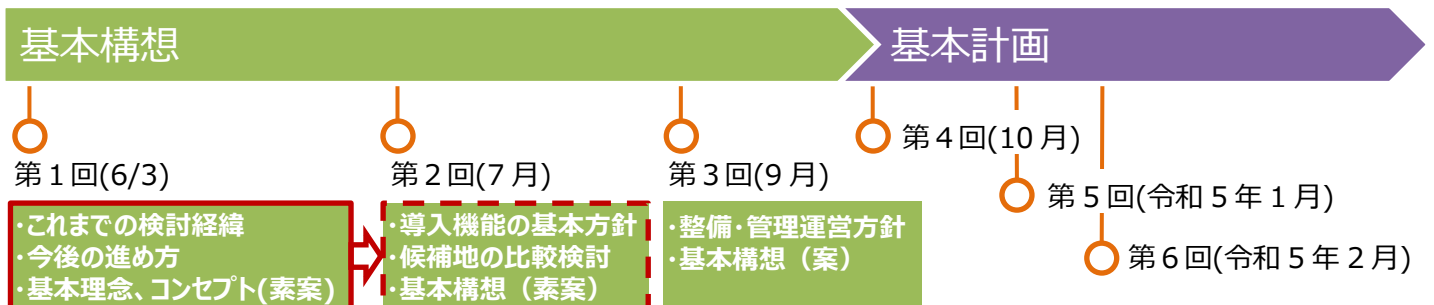 基本構想
基本計画
第1回(6/3)
第2回(7月)
第3回(9月)
第4回(10月)
第5回(令和5年1月)
第6回(令和5年2月)
・これまでの検討経緯
・今後の進め方
・基本理念、コンセプト(素案)
・導入機能の基本方針
・候補地の比較検討
・基本構想（素案）
・整備・管理運営方針
・基本構想（案）